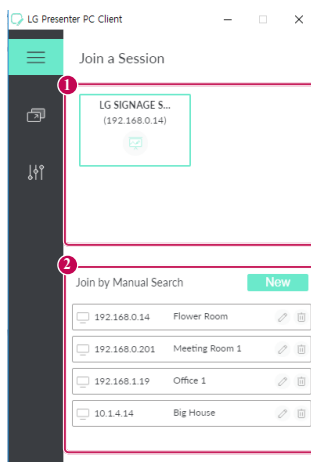 LG Presenter PC Client
Join a Session
1
LG SIGNAGE S...
(192.168.0.14)
2
Join by Manual Search New
192.168.0.14 Flower Room
192.168.0.201 Meeting Room 1
192.168.1.19 Office 1
10.1.4.14 Big House